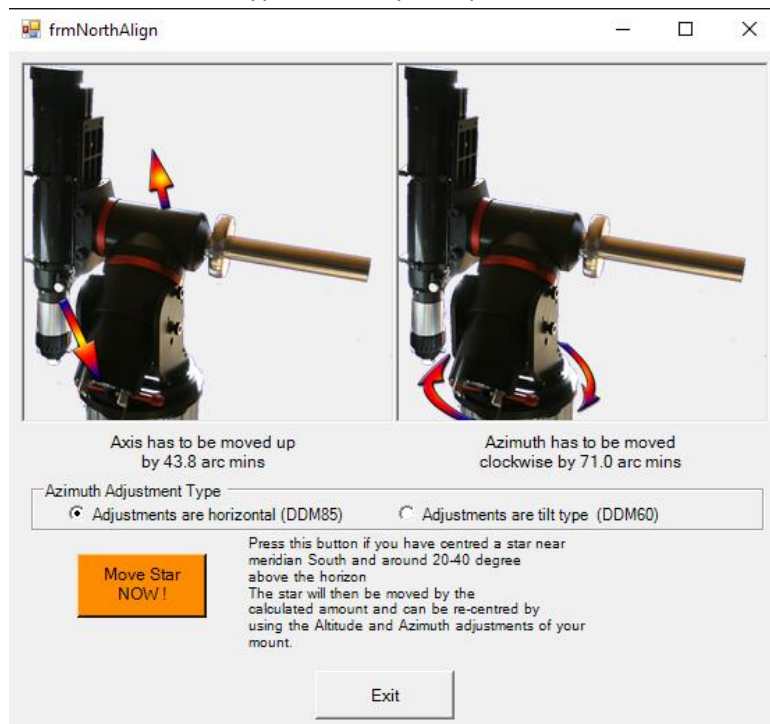 frmNorthAlign
Axis has to be moved up
by 43.8 arc mins
Azimuth has to be moved
clockwise by 71.0 arc mins
Azimuth Adjustment Type
Adjustments are horizontal (DDM85)
Adjustments are tilt type (DDM60)
Move Star
NOW !
Press this button if you have centred a star near
meridian South and around 20-40 degree
above the horizon
The star will then be moved by the
calculated amount and can be re-centred by
using the Altitude and Azimuth adjustments of your
mount.
Exit